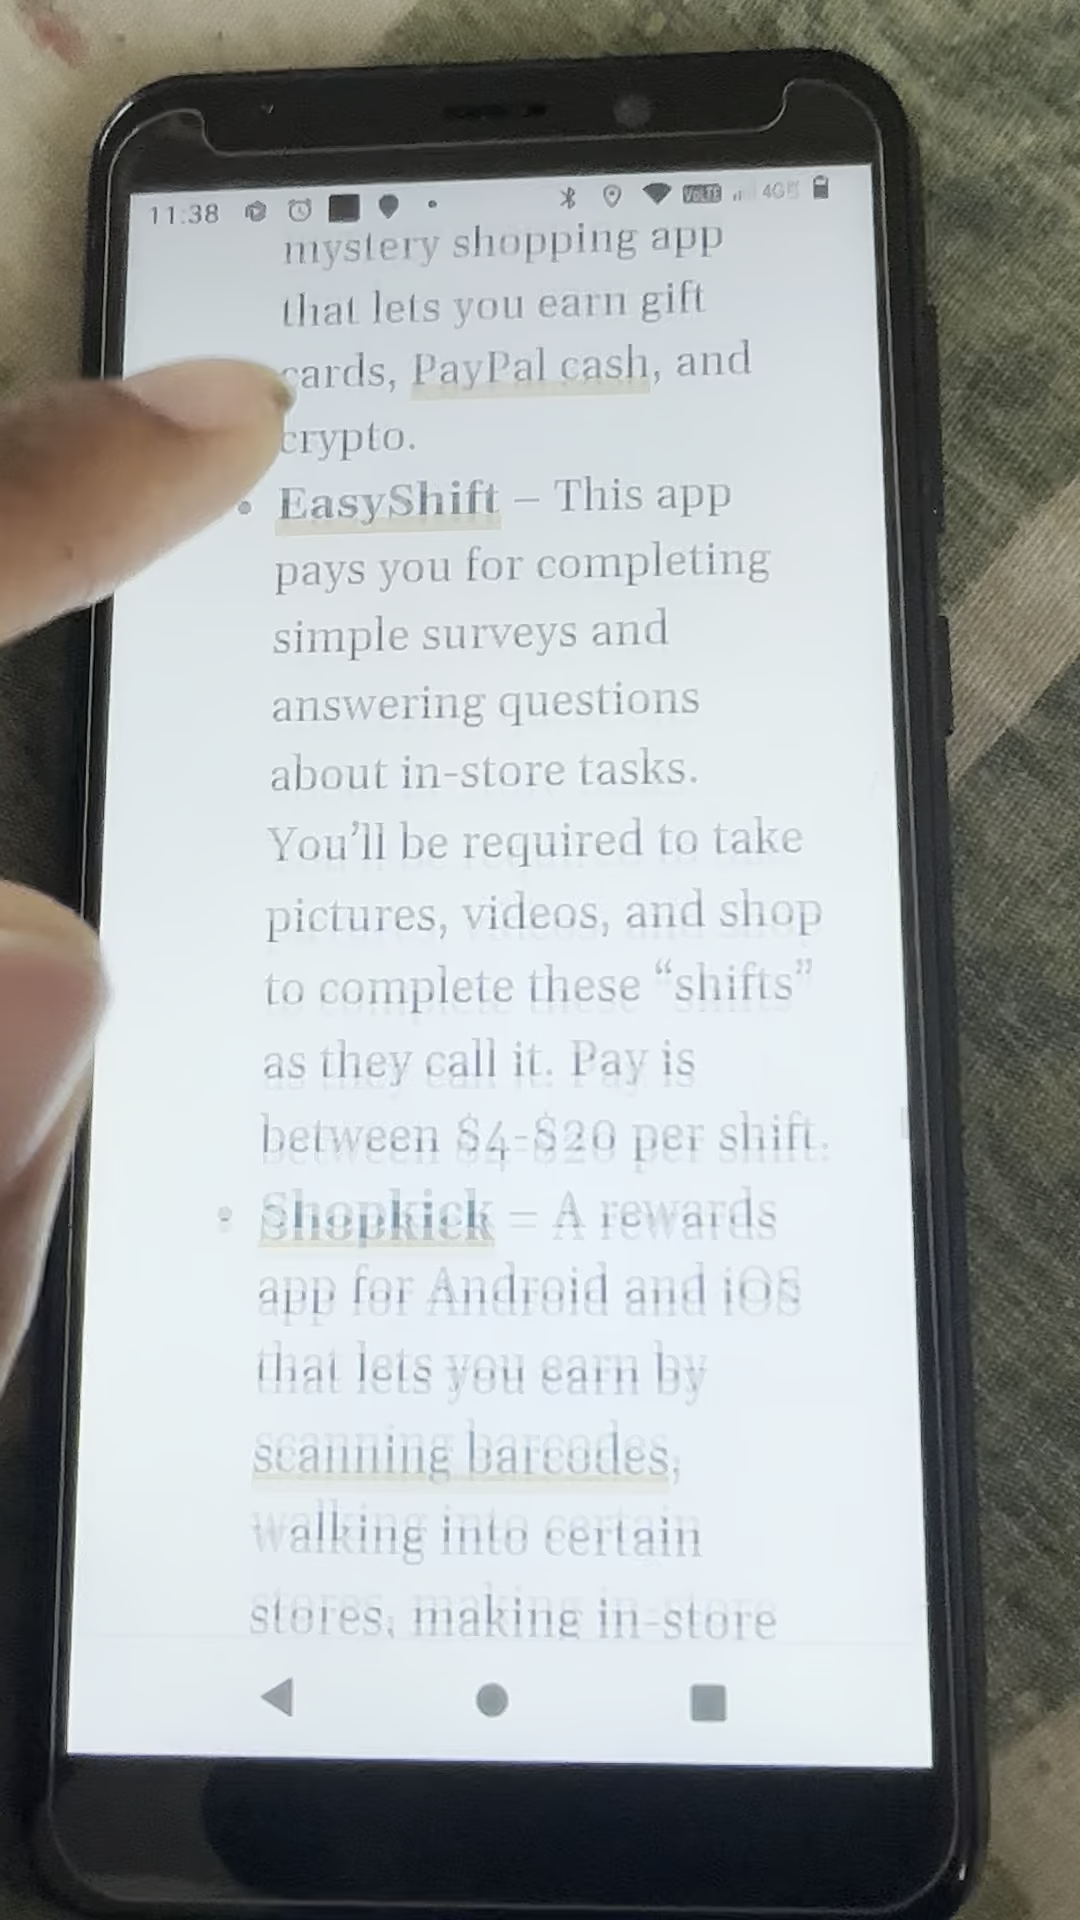 11:38 VoLTE 4G
mystery shopping app
that lets you earn gift
cards, PayPal cash, and
crypto.
• EasyShift – This app
pays you for completing
simple surveys and
answering questions
about in-store tasks.
You’ll be required to take
pictures, videos, and shop
to complete these “shifts”
as they call it. Pay is
between $4-$20 per shift.
• Shopkick – A rewards
app for Android and iOS
that lets you earn by
scanning barcodes,
walking into certain
stores, making in-store